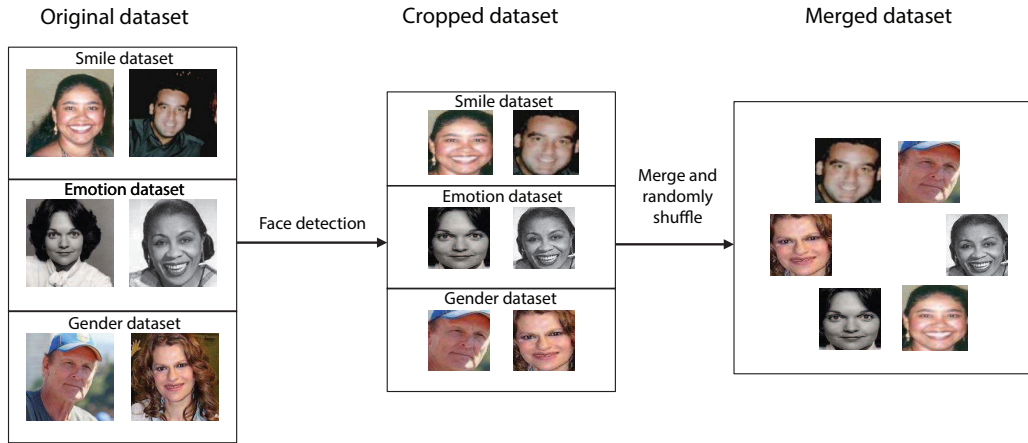 Original dataset
Cropped dataset
Merged dataset
Smile dataset
Emotion dataset
Gender dataset
Face detection
Smile dataset
Emotion dataset
Gender dataset
Merge and
randomly
shuffle